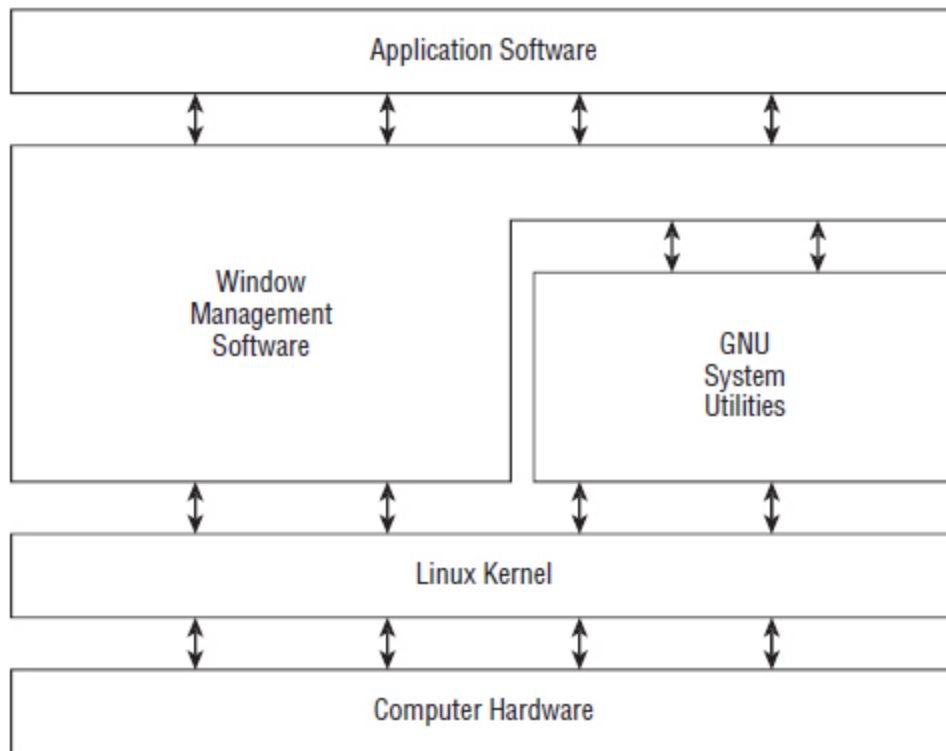 Application Software
Window
Management
Software
GNU
System
Utilities
Linux Kernel
Computer Hardware